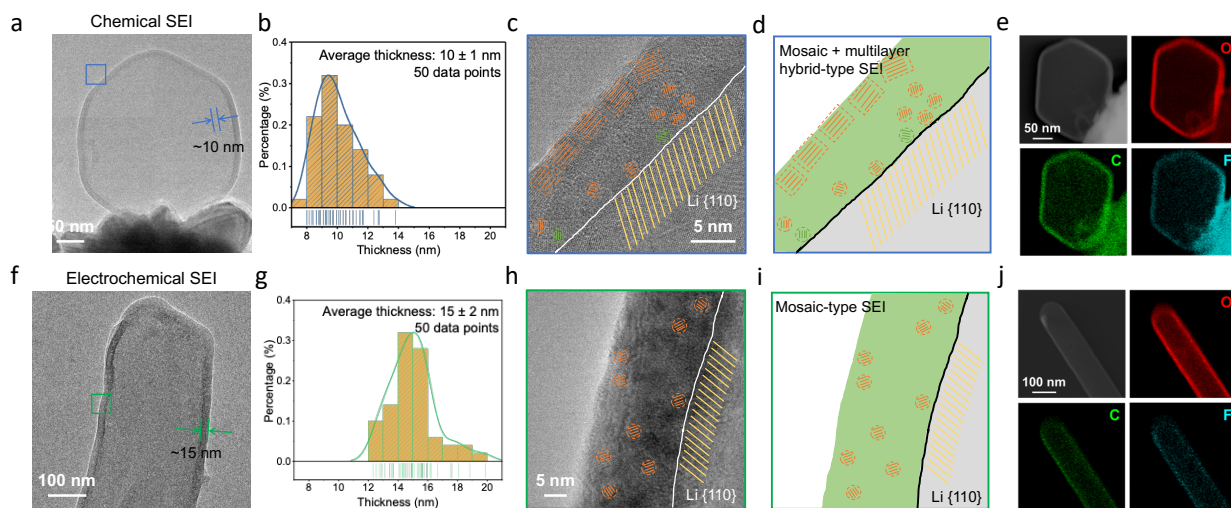 a
Chemical SEI
~10 nm
50 nm
b
Average thickness: 10 ± 1 nm
50 data points
Percentage (%)
0.4
0.3
0.2
0.1
0.0
8 10 12 14 16 18 20
Thickness (nm)
c
Li {110}
5 nm
d
Mosaic + multilayer
hybrid-type SEI
Li {110}
e
50 nm
O
C
F
f
Electrochemical SEI
~15 nm
100 nm
g
Average thickness: 15 ± 2 nm
50 data points
Percentage (%)
0.4
0.3
0.2
0.1
0.0
8 10 12 14 16 18 20
Thickness (nm)
h
5 nm
Li {110}
i
Mosaic-type SEI
Li {110}
j
100 nm
O
C
F